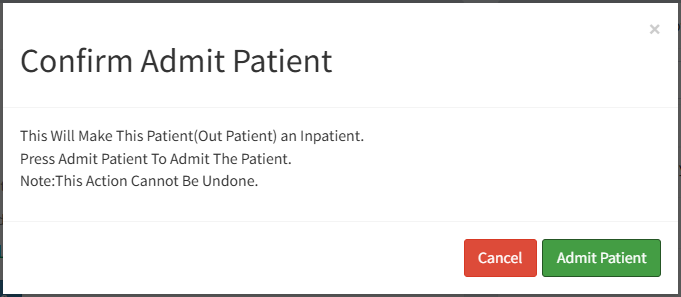 ×
Confirm Admit Patient
This Will Make This Patient(Out Patient) an Inpatient.
Press Admit Patient To Admit The Patient.
Note:This Action Cannot Be Undone.
Cancel Admit Patient